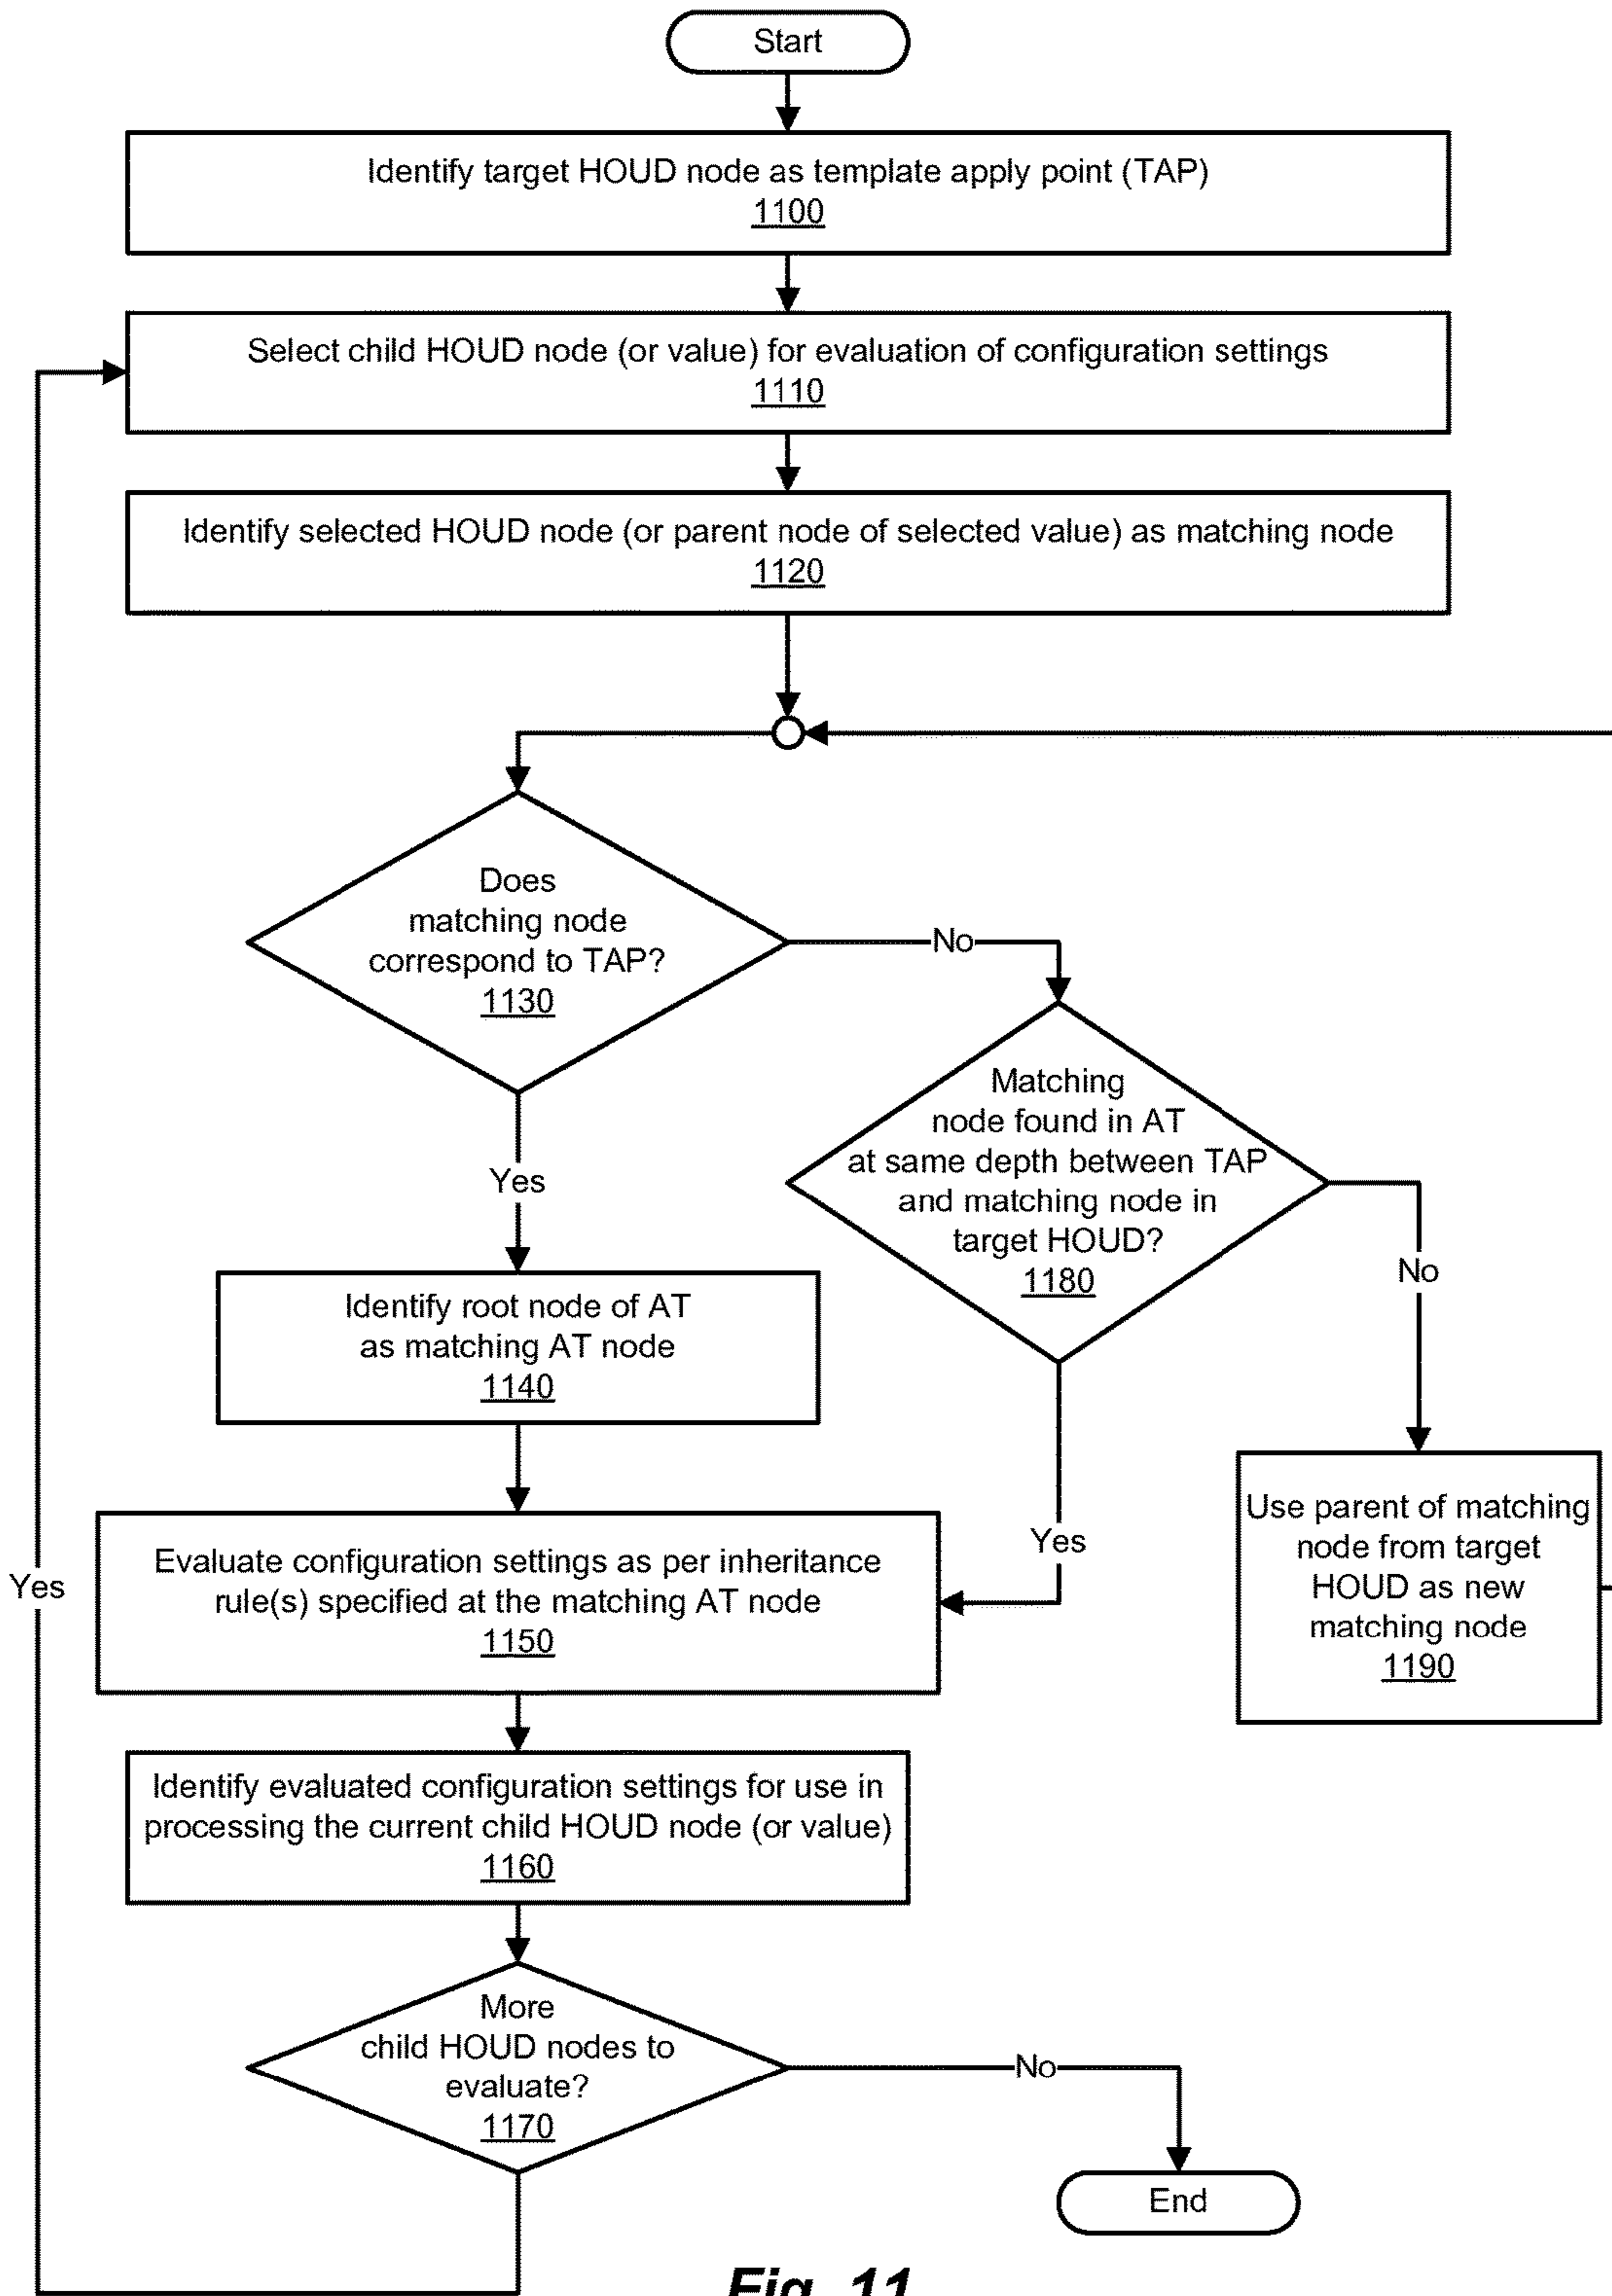 Start
Identify target HOUD node as template apply point (TAP)
1100
Select child HOUD node (or value) for evaluation of configuration settings
1110
Identify selected HOUD node (or parent node of selected value) as matching node
1120
Does
matching node
correspond to TAP?
1130
No
Yes
Matching
node found in AT
at same depth between TAP
and matching node in
target HOUD?
1180
No
Yes
Identify root node of AT
as matching AT node
1140
Use parent of matching
node from target
HOUD as new
matching node
1190
Evaluate configuration settings as per inheritance
rule(s) specified at the matching AT node
1150
Yes
Identify evaluated configuration settings for use in
processing the current child HOUD node (or value)
1160
More
child HOUD nodes to
evaluate?
1170
No
End
Fig. 11